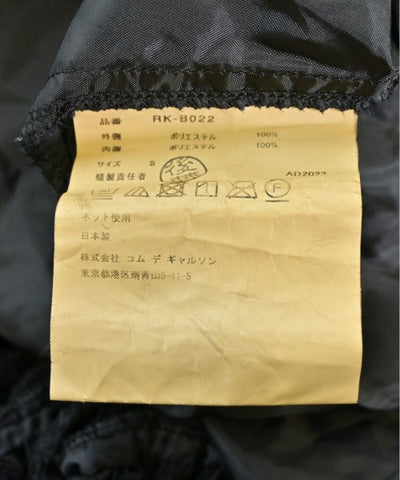 品番 RK-B022
外側 ポリエステル 100%
内側 ポリエステル 100%
サイズ S
縫製責任者 後 AD2022
F
ネット使用
日本製
株式会社 コム デ ギャルソン
東京都港区南青山5-11-5